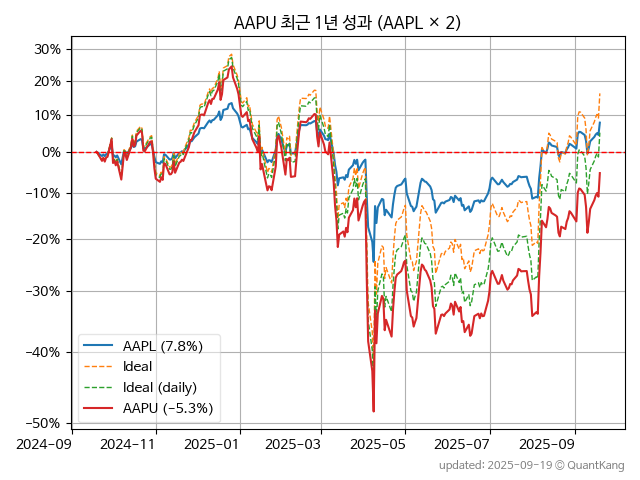 AAPU 최근 1년 성과 (AAPL × 2)
30%
20%
10%
0%
−10%
−20%
−30%
−40%
−50%
AAPL (7.8%)
Ideal
Ideal (daily)
AAPU (−5.3%)
2024-09 2024-11 2025-01 2025-03 2025-05 2025-07 2025-09
updated: 2025-09-19 © QuantKang